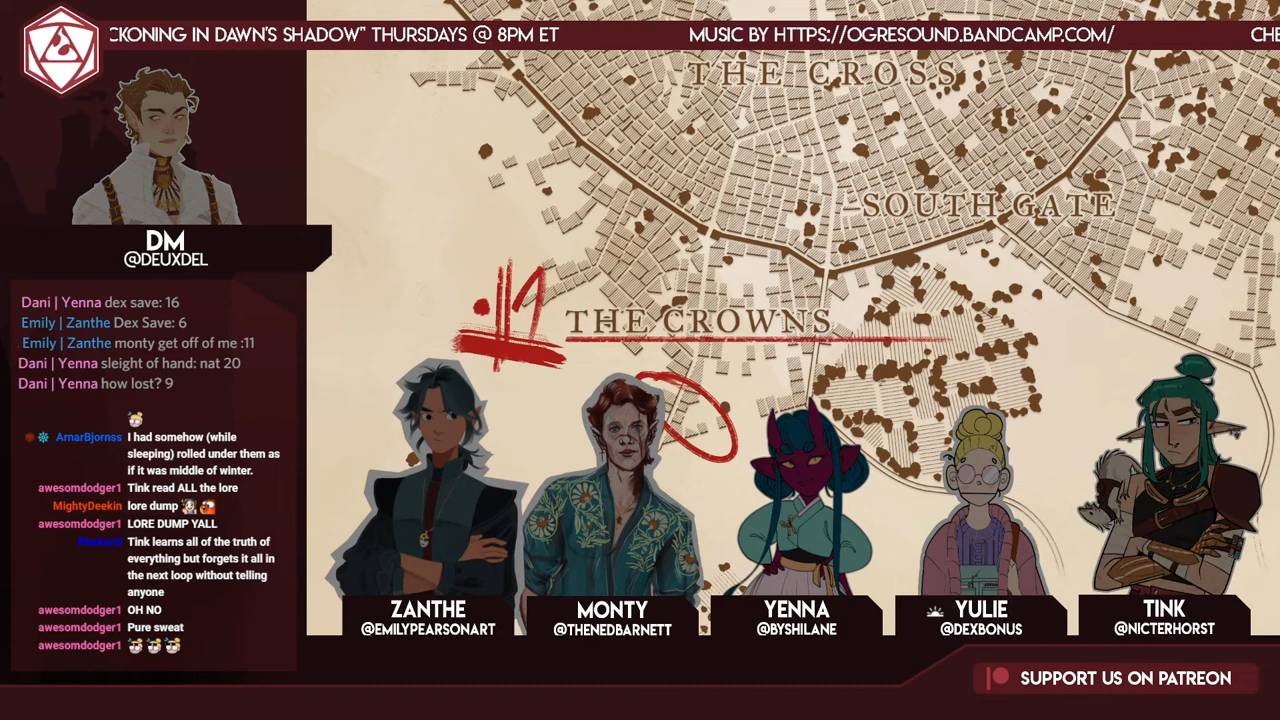 CKONING IN DAWN'S SHADOW" THURSDAYS @ 8PM ET
MUSIC BY HTTPS://OGRESOUND.BANDCAMP.COM/
CHE
THE CROSS
SOUTH GATE
THE CROWNS
DM
@DEUXDEL
Dani | Yenna dex save: 16
Emily | Zanthe Dex Save: 6
Emily | Zanthe monty get off of me :11
Dani | Yenna sleight of hand: nat 20
Dani | Yenna how lost? 9
ArnarBjornss I had somehow (while
sleeping) rolled under them as
if it was middle of winter.
awesomdodger1 Tink read ALL the lore
MightyDeekin lore dump
awesomdodger1 LORE DUMP YALL
Tink learns all of the truth of
everything but forgets it all in
the next loop without telling
anyone
awesomdodger1 OH NO
awesomdodger1 Pure sweat
awesomdodger1
ZANTHE
@EMILYPEARSONART
MONTY
@THENEDBARNETT
YENNA
@BYSHILANE
YULIE
@DEXBONUS
TINK
@NICTERHORST
SUPPORT US ON PATREON